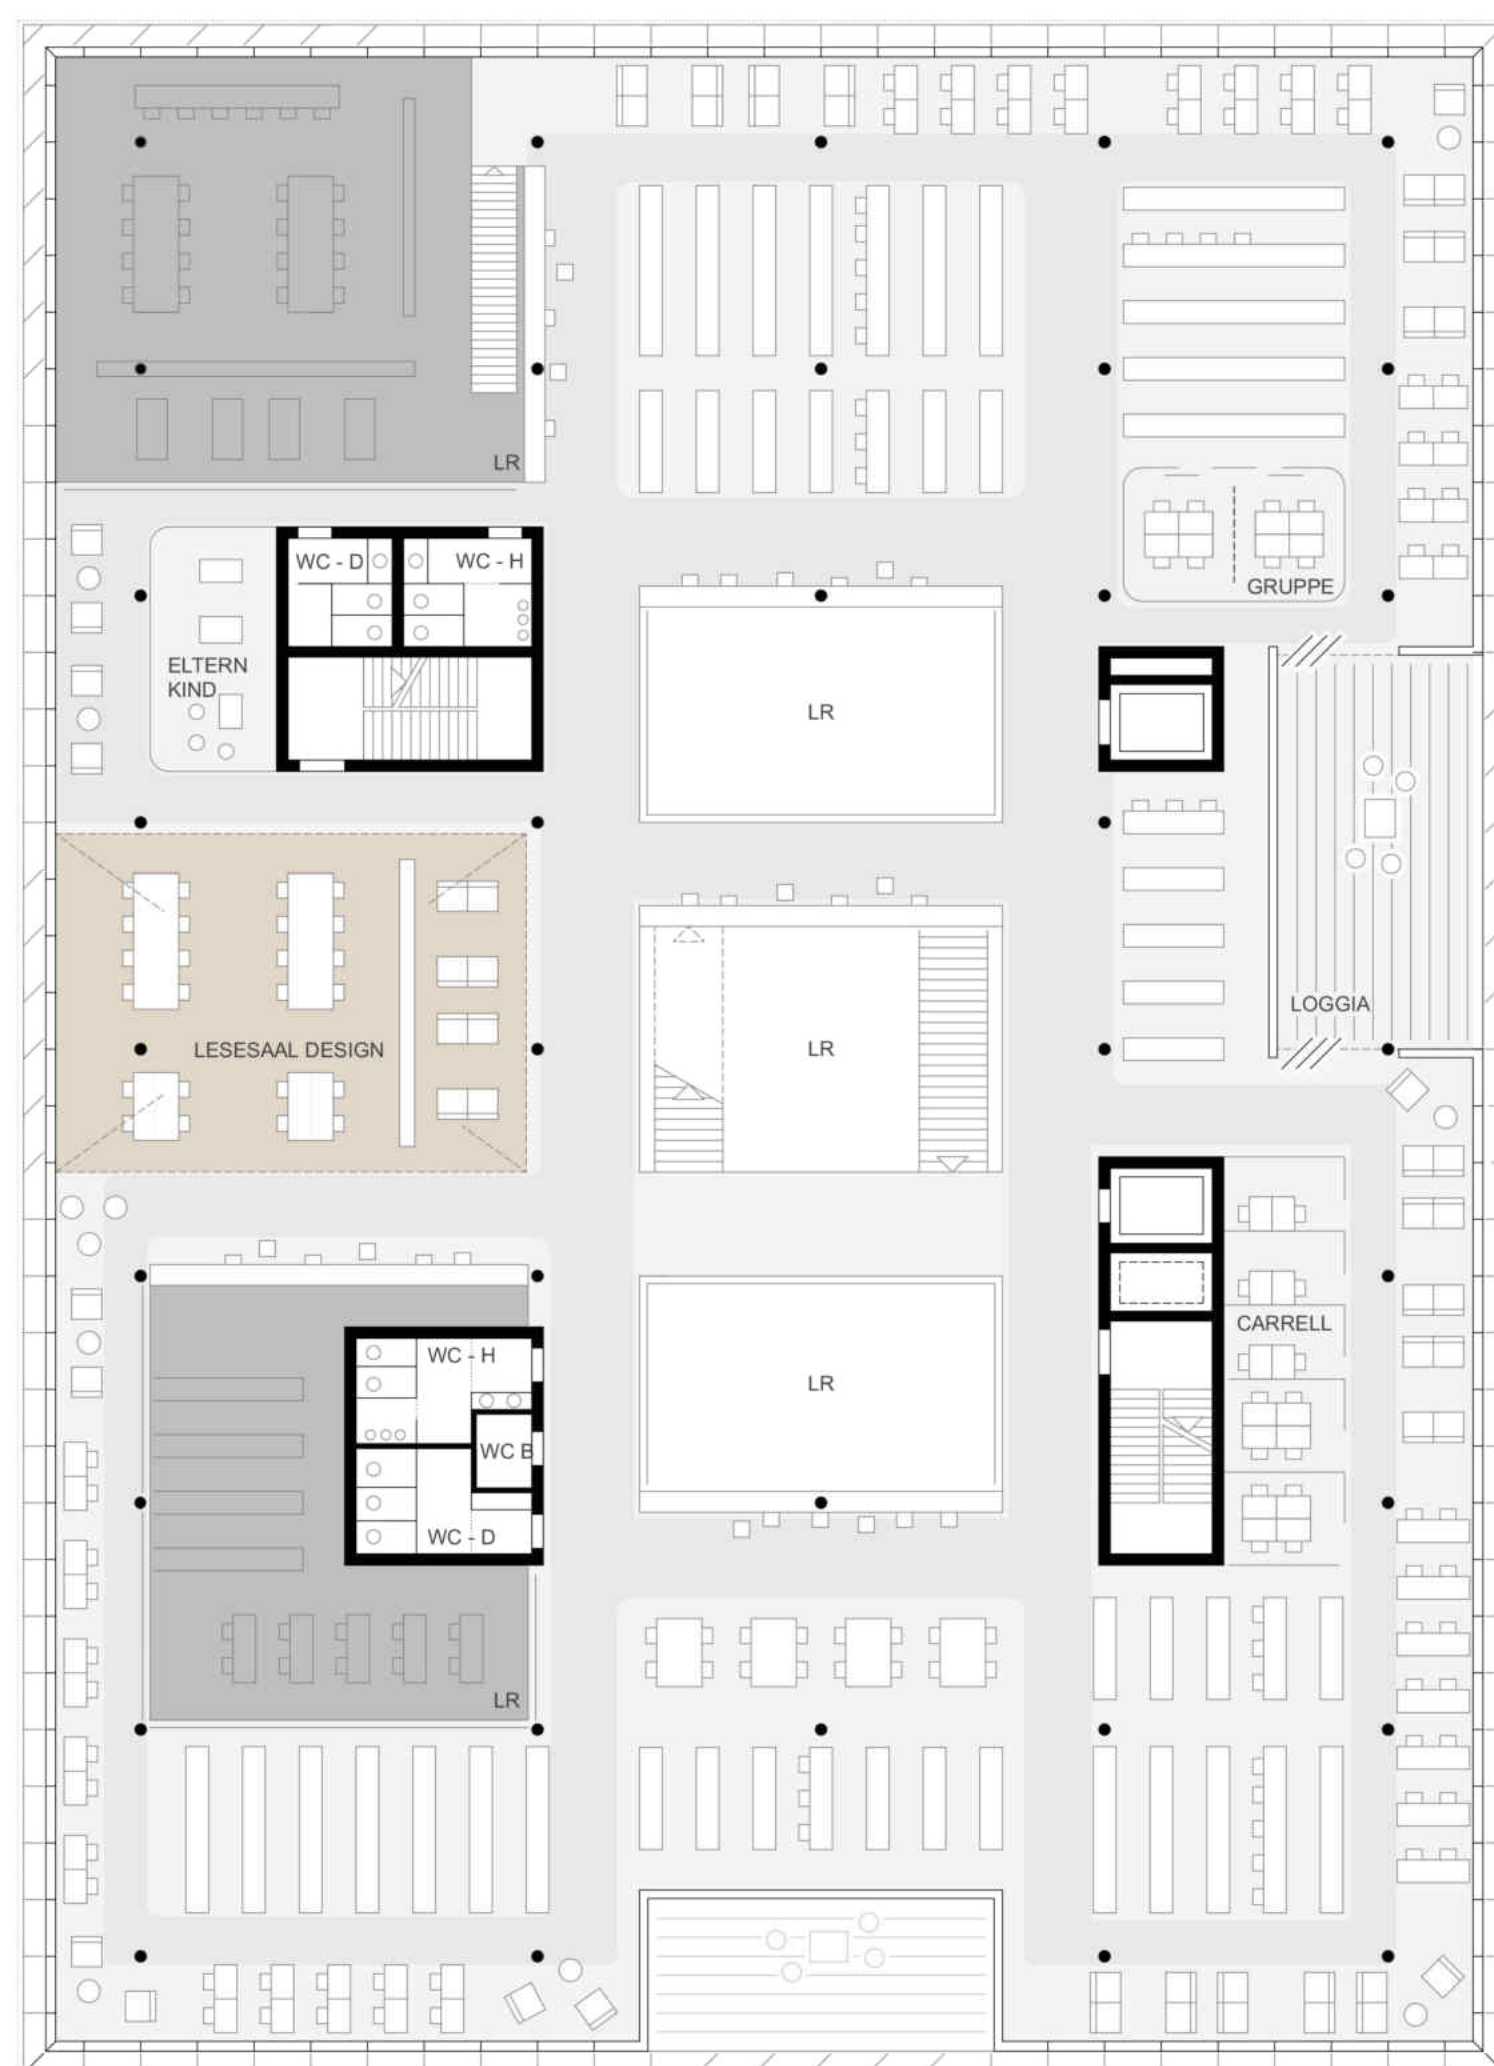 LR
WC - D
WC - H
GRUPPE
ELTERN
KIND
LR
LOGGIA
LESESAAL DESIGN
LR
CARRELL
WC - H
LR
WC B
WC - D
LR